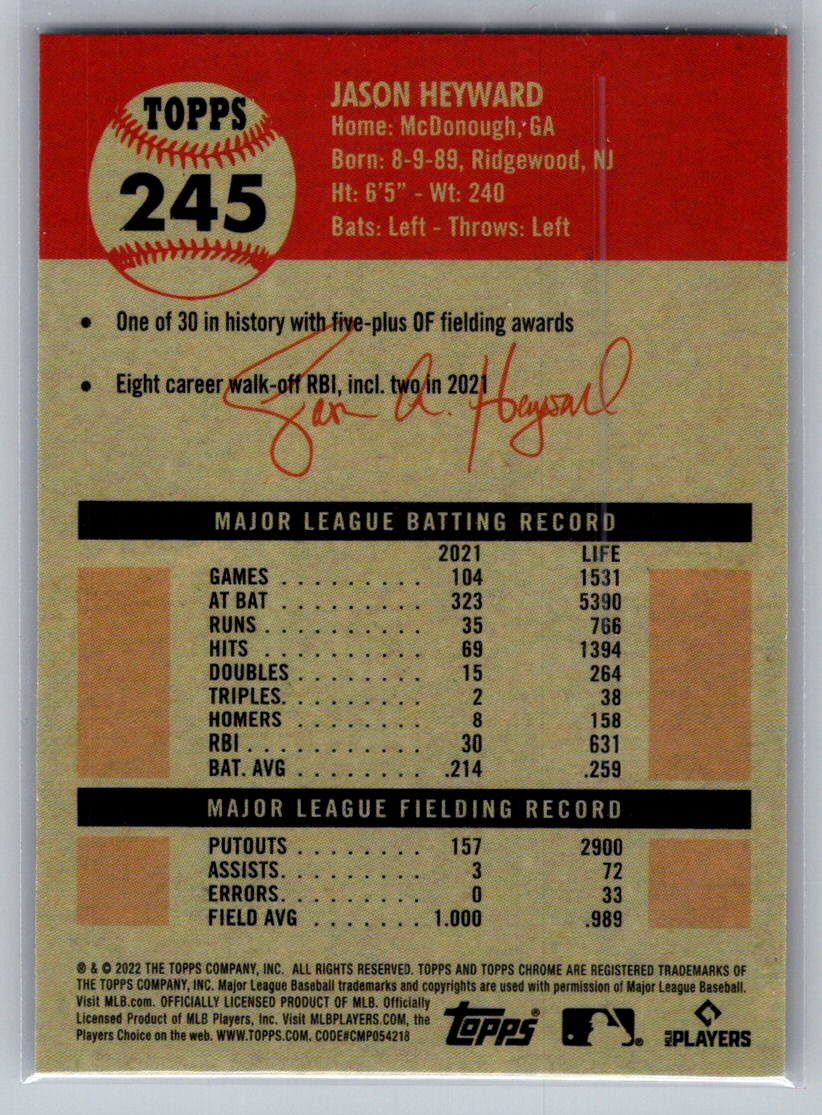 TOPPS
245
JASON HEYWARD
Home: McDonough, GA
Born: 8-9-89, Ridgewood, NJ
Ht: 6'5" - Wt: 240
Bats: Left - Throws: Left
• One of 30 in history with five-plus OF fielding awards
• Eight career walk-off RBI, incl. two in 2021
Jason A. Heyward
MAJOR LEAGUE BATTING RECORD
2021 LIFE
GAMES . . . . . . . . . 104 1531
AT BAT . . . . . . . . . 323 5390
RUNS . . . . . . . . . . 35 766
HITS . . . . . . . . . . 69 1394
DOUBLES . . . . . . . . 15 264
TRIPLES. . . . . . . . . 2 38
HOMERS . . . . . . . . 8 158
RBI . . . . . . . . . . . 30 631
BAT. AVG . . . . . . . . .214 .259
MAJOR LEAGUE FIELDING RECORD
PUTOUTS . . . . . . . . 157 2900
ASSISTS. . . . . . . . . 3 72
ERRORS. . . . . . . . . 0 33
FIELD AVG . . . . . . . 1.000 .989
® & © 2022 THE TOPPS COMPANY, INC. ALL RIGHTS RESERVED. TOPPS AND TOPPS CHROME ARE REGISTERED TRADEMARKS OF
THE TOPPS COMPANY, INC. Major League Baseball trademarks and copyrights are used with permission of Major League Baseball.
Visit MLB.com. OFFICIALLY LICENSED PRODUCT OF MLB. Officially
Licensed Product of MLB Players, Inc. Visit MLBPLAYERS.COM, the
Players Choice on the web. WWW.TOPPS.COM. CODE#CMP054218
topps®
MLB PLAYERS